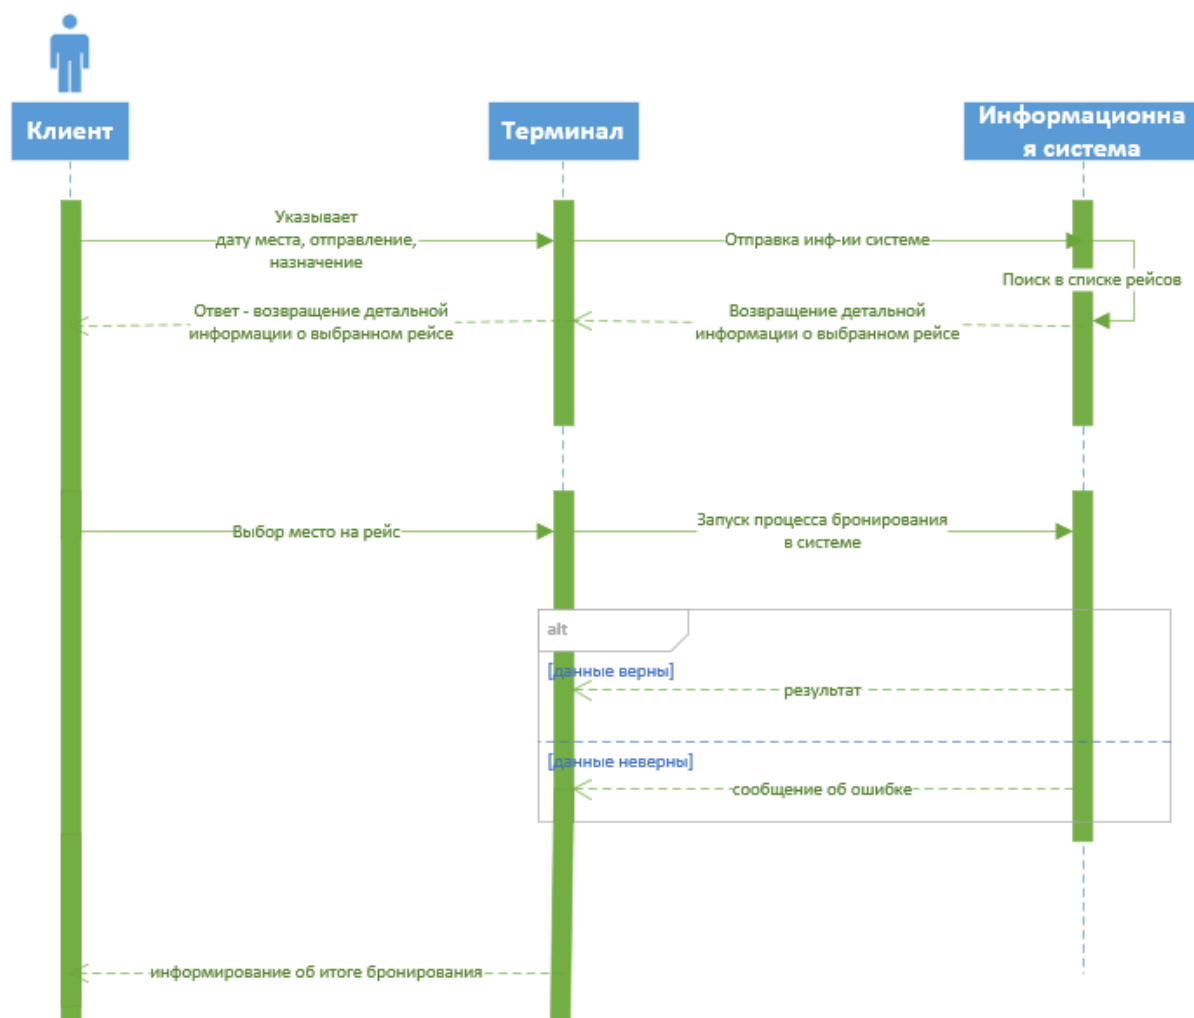 Клиент
Терминал
Информационна
я система
Указывает
дату места, отправление,
назначение
Отправка инф-ии системе
Поиск в списке рейсов
Ответ - возвращение детальной
информации о выбранном рейсе
Возвращение детальной
информации о выбранном рейсе
Выбор место на рейс
Запуск процесса бронирования
в системе
alt
[данные верны]
результат
[данные неверны]
сообщение об ошибке
информирование об итоге бронирования